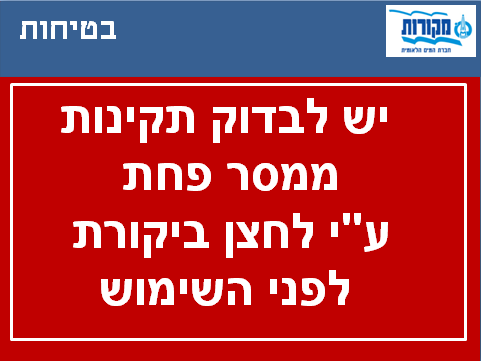 בטיחות
מקורות
חברת המים הלאומית
יש לבדוק תקינות
ממסר פחת
ע"י לחצן ביקורת
לפני השימוש